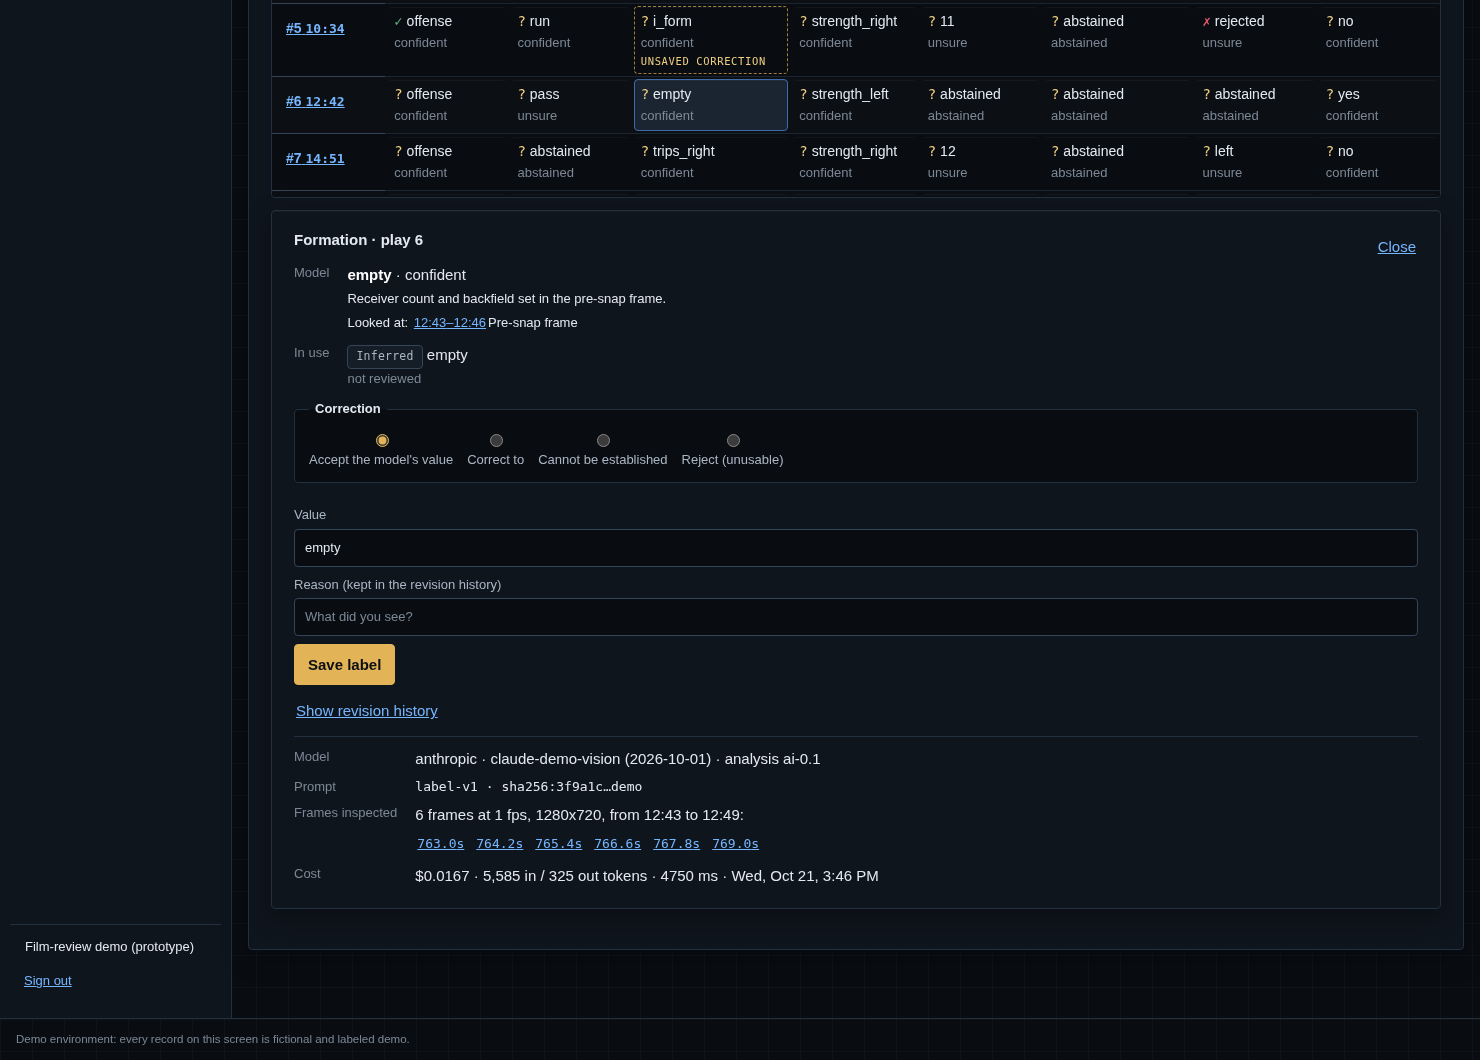 #5 10:34 ✓ offense ? run ? i_form ? strength_right ? 11 ? abstained ✗ rejected ? no
confident confident confident confident unsure abstained unsure confident
UNSAVED CORRECTION
#6 12:42 ? offense ? pass ? empty ? strength_left ? abstained ? abstained ? abstained ? yes
confident unsure confident confident abstained abstained abstained confident
#7 14:51 ? offense ? abstained ? trips_right ? strength_right ? 12 ? abstained ? left ? no
confident abstained confident confident unsure abstained unsure confident
Formation · play 6
Close
Model empty · confident
Receiver count and backfield set in the pre-snap frame.
Looked at: 12:43–12:46 Pre-snap frame
In use Inferred empty
not reviewed
Correction
Accept the model's value Correct to Cannot be established Reject (unusable)
Value
empty
Reason (kept in the revision history)
What did you see?
Save label
Show revision history
Model anthropic · claude-demo-vision (2026-10-01) · analysis ai-0.1
Prompt label-v1 · sha256:3f9a1c…demo
Frames inspected 6 frames at 1 fps, 1280x720, from 12:43 to 12:49:
763.0s 764.2s 765.4s 766.6s 767.8s 769.0s
Cost $0.0167 · 5,585 in / 325 out tokens · 4750 ms · Wed, Oct 21, 3:46 PM
Film-review demo (prototype)
Sign out
Demo environment: every record on this screen is fictional and labeled demo.